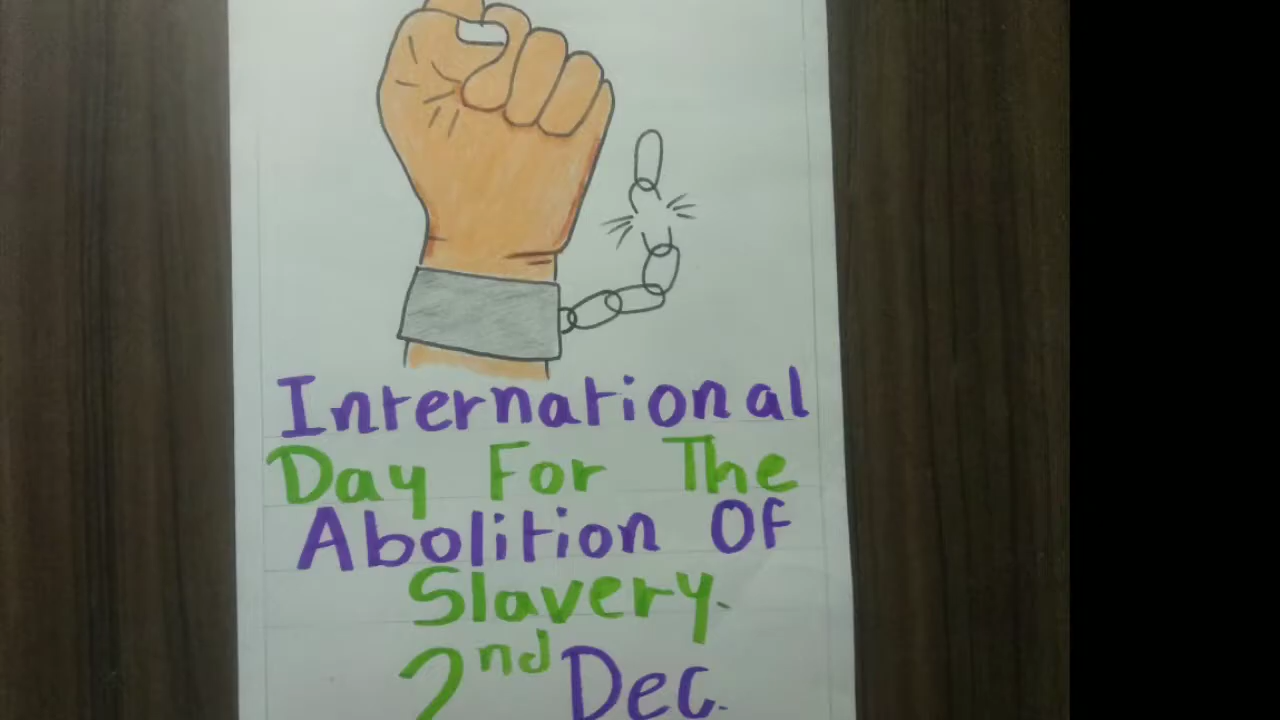 International
Day For The
Abolition Of
Slavery.
2nd Dec.